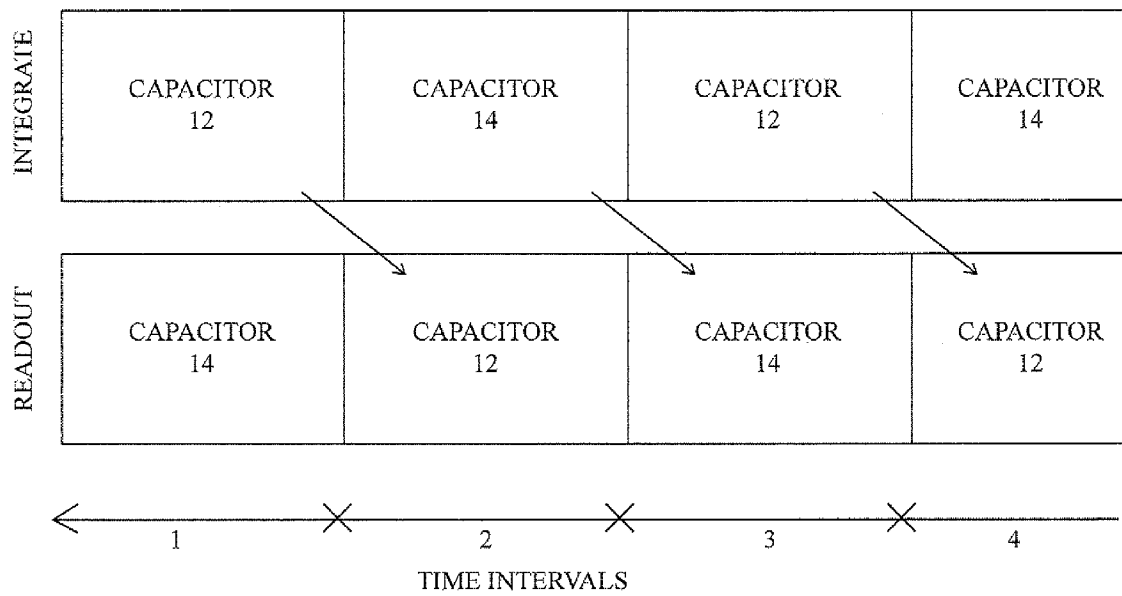 INTEGRATE
CAPACITOR
12
CAPACITOR
14
CAPACITOR
12
CAPACITOR
14
READOUT
CAPACITOR
14
CAPACITOR
12
CAPACITOR
14
CAPACITOR
12
1
2
3
4
TIME INTERVALS